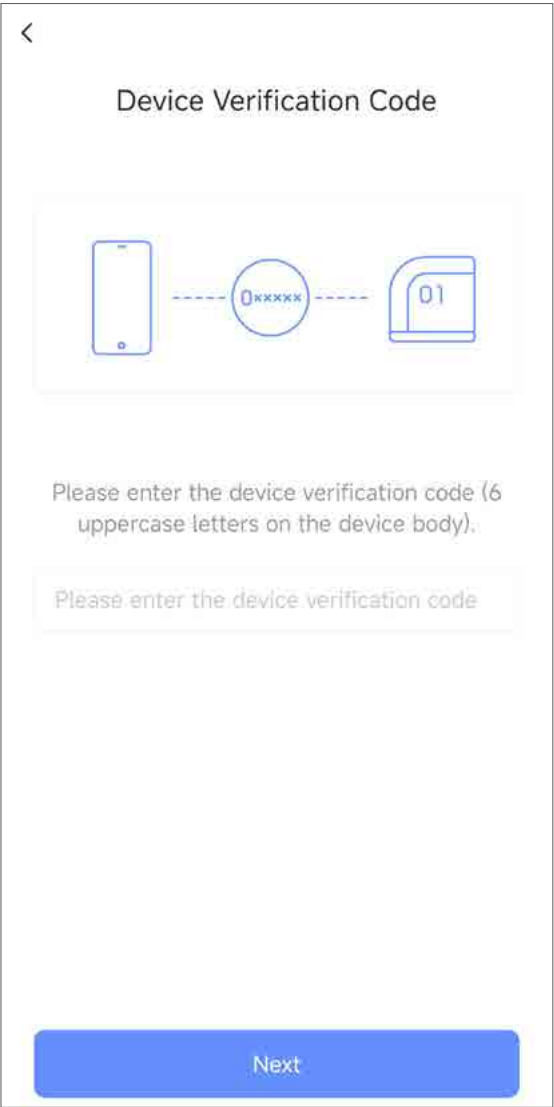 Device Verification Code
0×××××
01
Please enter the device verification code (6
uppercase letters on the device body).
Please enter the device verification code
Next